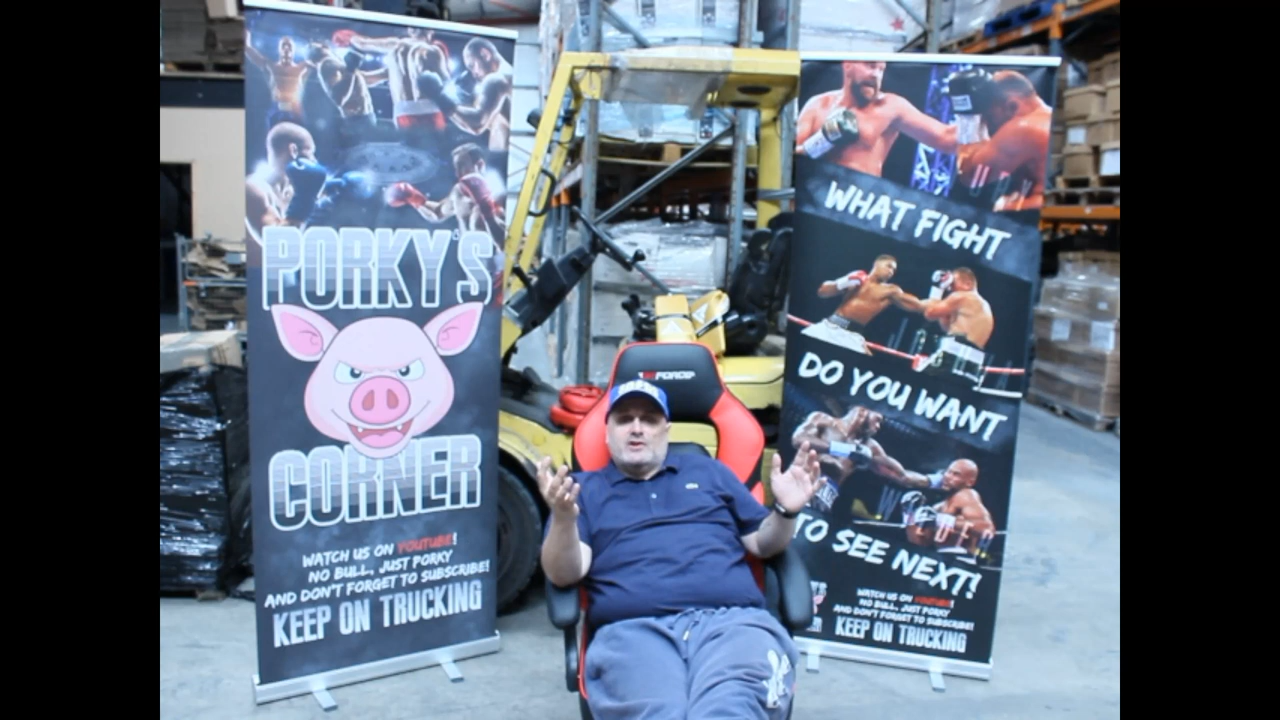 PORKY'S
CORNER
WATCH US ON YOUTUBE!
NO BULL, JUST PORKY
AND DON'T FORGET TO SUBSCRIBE!
KEEP ON TRUCKING
WHAT FIGHT
DO YOU WANT
TO SEE NEXT!
WATCH US ON YOUTUBE!
NO BULL, JUST PORKY
AND DON'T FORGET TO SUBSCRIBE!
KEEP ON TRUCKING